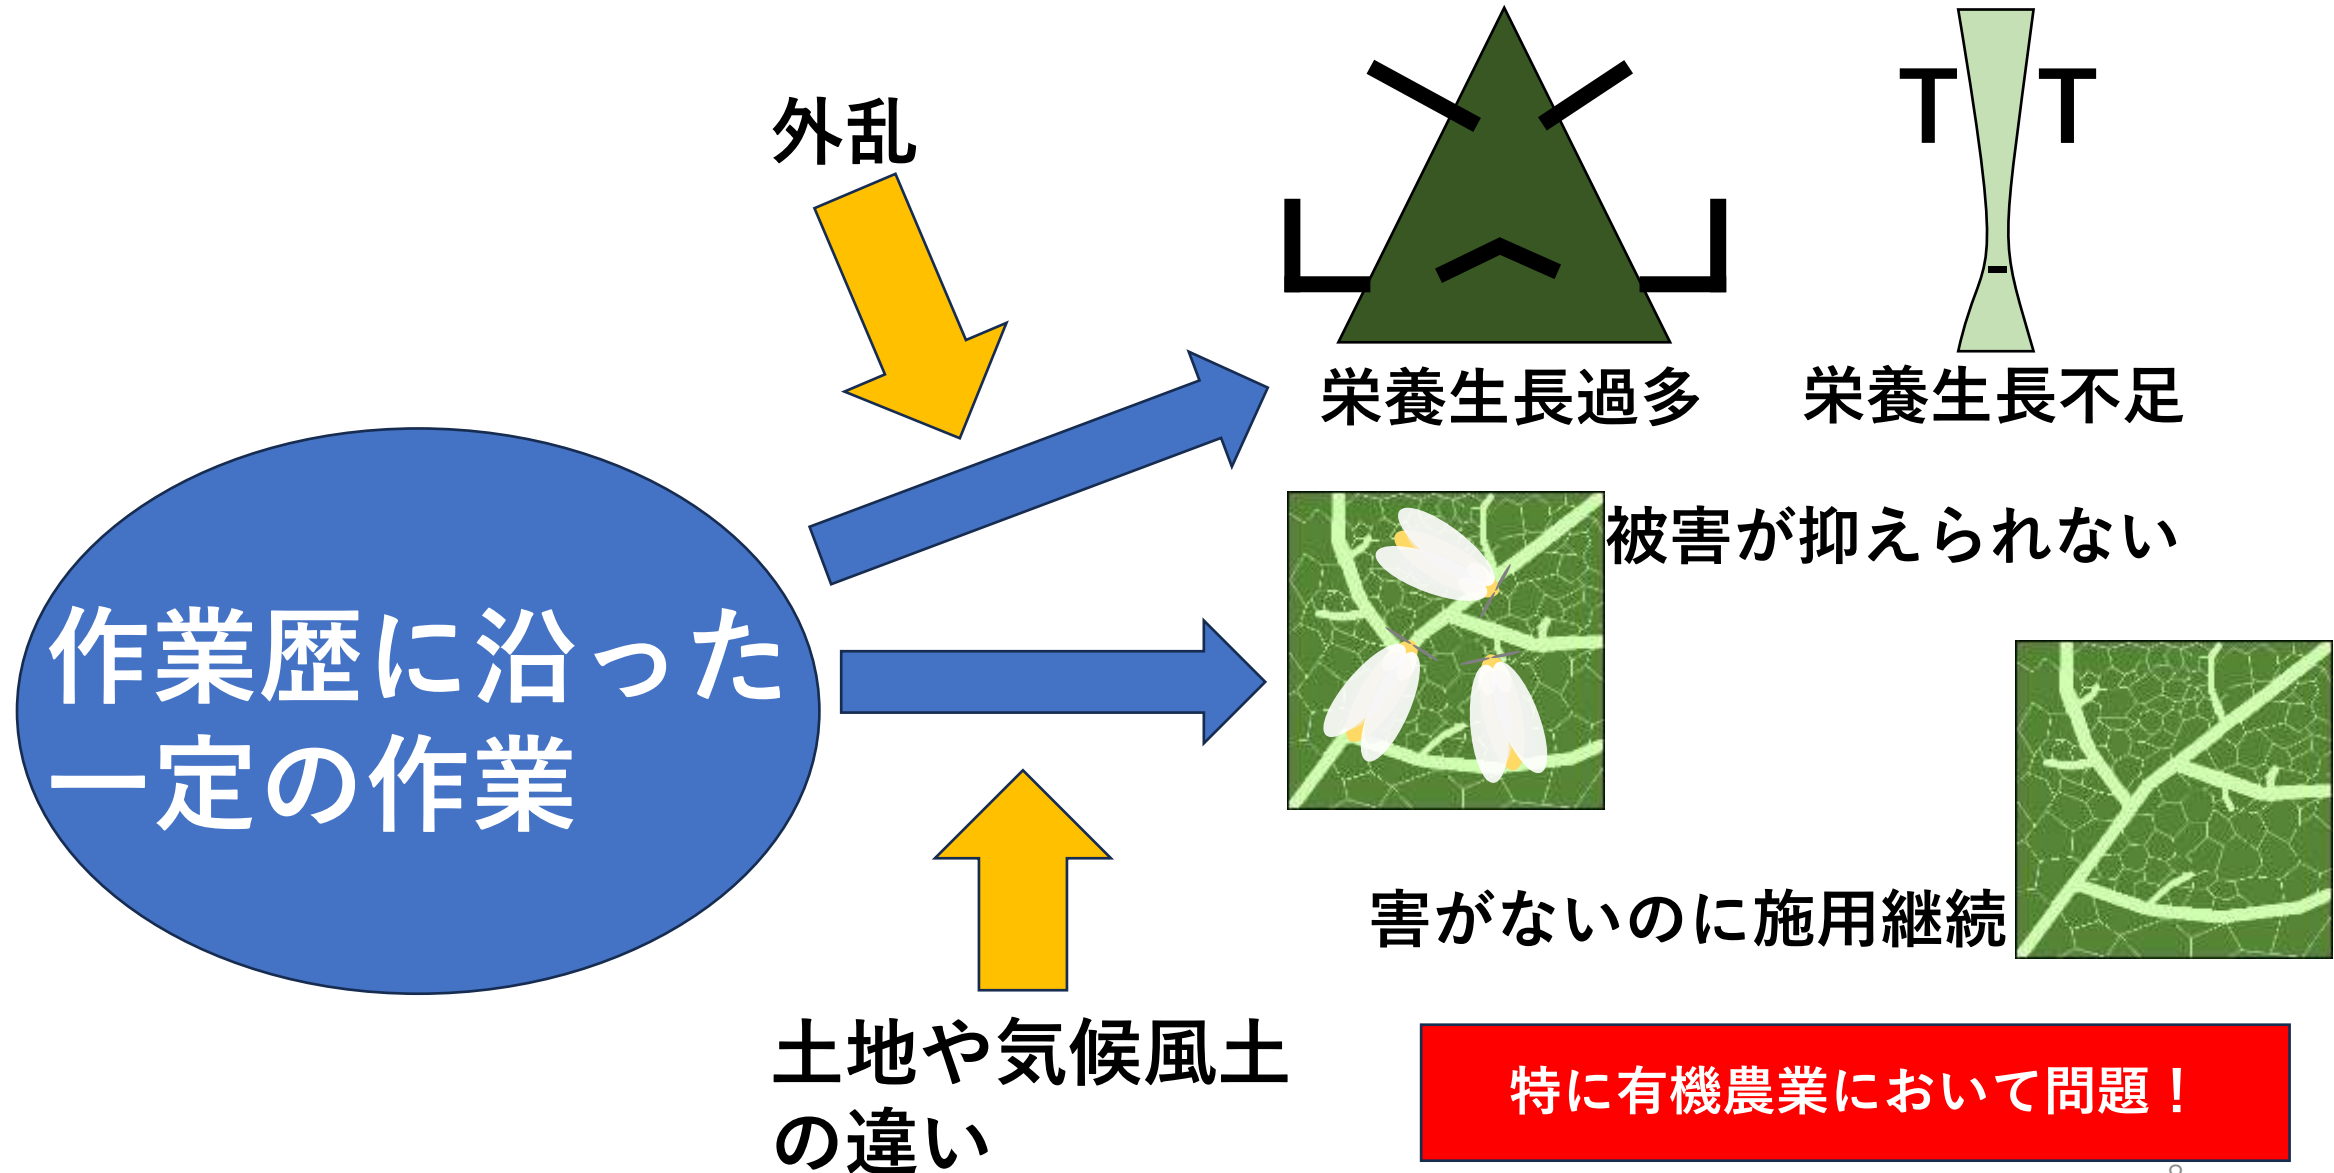 外乱
T T
栄養生長過多
栄養生長不足
被害が抑えられない
作業歴に沿った
一定の作業
害がないのに施用継続
土地や気候風土
の違い
特に有機農業において問題！